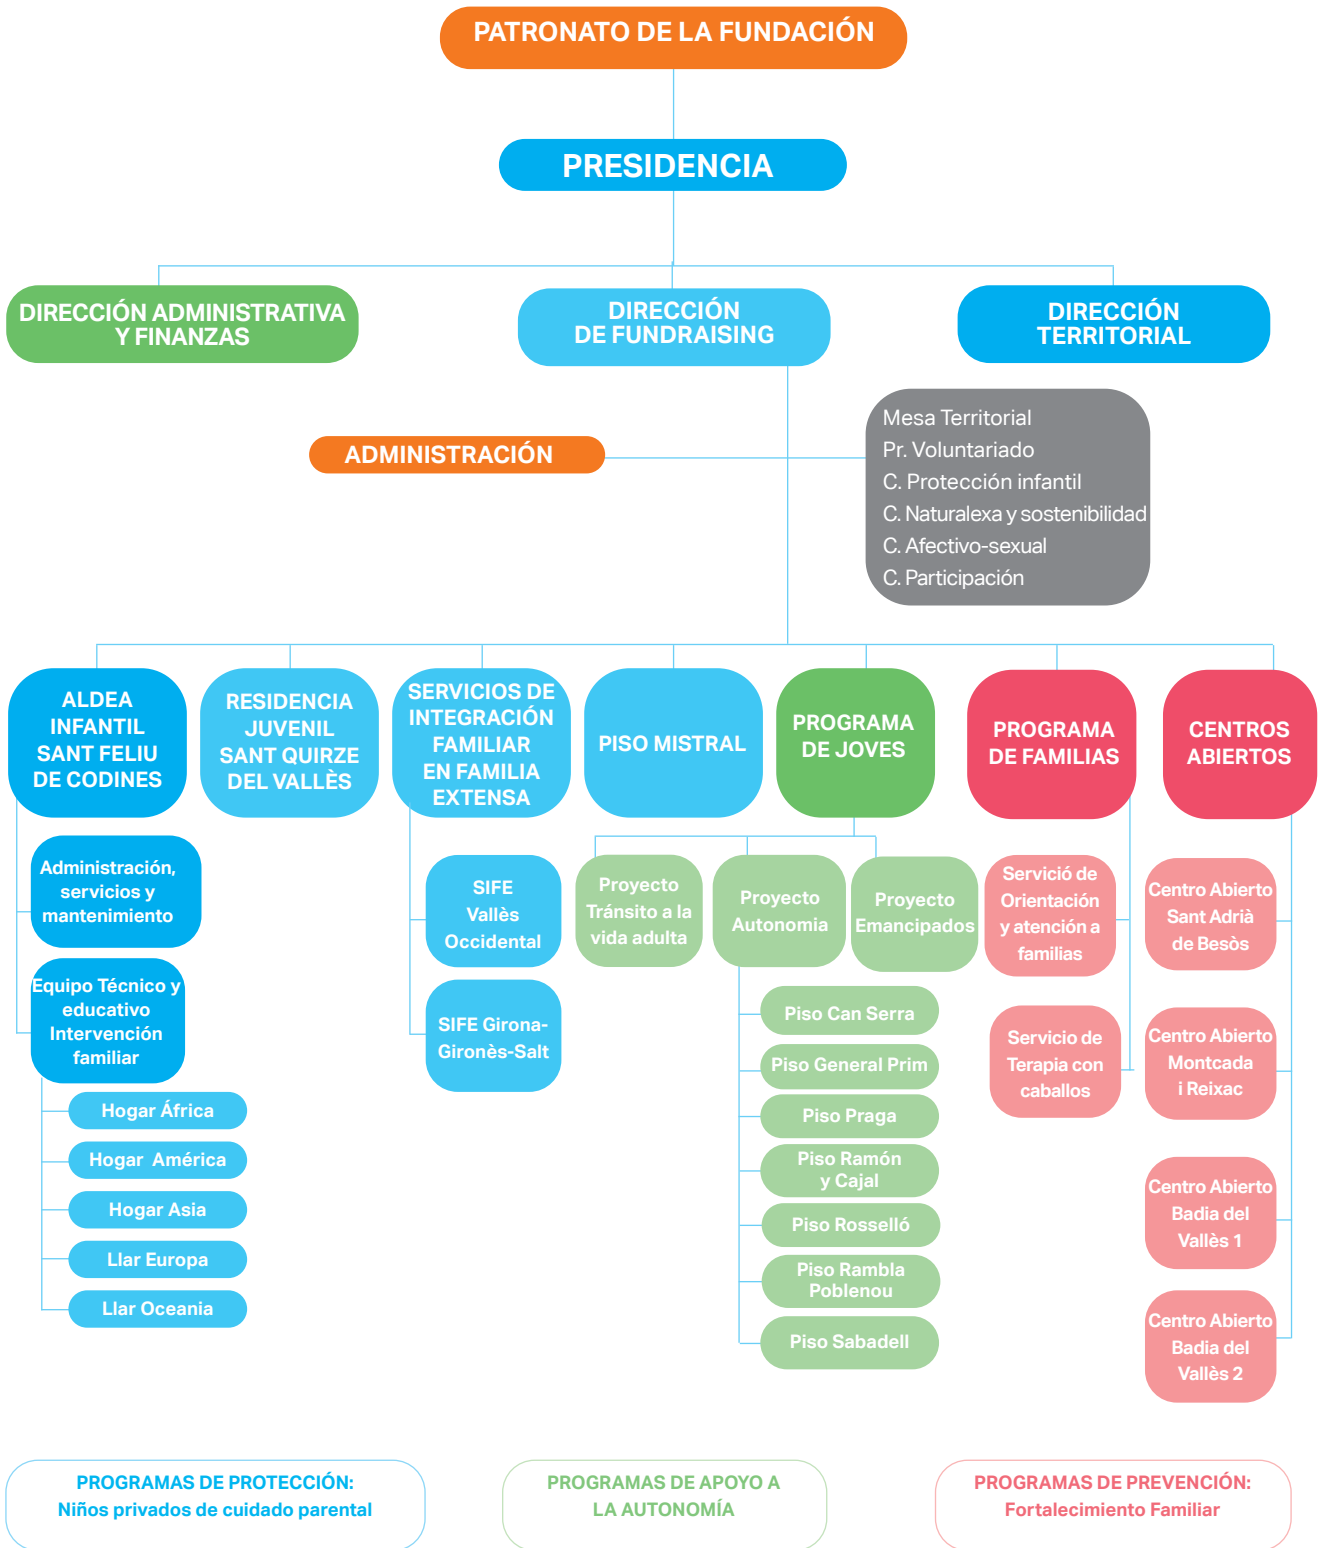 PATRONATO DE LA FUNDACIÓN
PRESIDENCIA
DIRECCIÓN ADMINISTRATIVA
Y FINANZAS
DIRECCIÓN
DE FUNDRAISING
DIRECCIÓN
TERRITORIAL
ADMINISTRACIÓN
Mesa Territorial
Pr. Voluntariado
C. Protección infantil
C. Naturalexa y sostenibilidad
C. Afectivo-sexual
C. Participación
ALDEA
INFANTIL
SANT FELIU
DE CODINES
RESIDENCIA
JUVENIL
SANT QUIRZE
DEL VALLÈS
SERVICIOS DE
INTEGRACIÓN
FAMILIAR
EN FAMILIA
EXTENSA
PISO MISTRAL
PROGRAMA
DE JOVES
PROGRAMA
DE FAMILIAS
CENTROS
ABIERTOS
Administración,
servicios y
mantenimiento
Equipo Técnico y
educativo
Intervención
familiar
Hogar África
Hogar América
Hogar Asia
Llar Europa
Llar Oceania
SIFE
Vallès
Occidental
SIFE Girona-
Gironès-Salt
Proyecto
Tránsito a la
vida adulta
Proyecto
Autonomia
Proyecto
Emancipados
Piso Can Serra
Piso General Prim
Piso Praga
Piso Ramón
y Cajal
Piso Rosselló
Piso Rambla
Poblenou
Piso Sabadell
Servició de
Orientación
y atención a
familias
Servicio de
Terapia con
caballos
Centro Abierto
Sant Adrià
de Besòs
Centro Abierto
Montcada
i Reixac
Centro Abierto
Badia del
Vallès 1
Centro Abierto
Badia del
Vallès 2
PROGRAMAS DE PROTECCIÓN:
Niños privados de cuidado parental
PROGRAMAS DE APOYO A
LA AUTONOMÍA
PROGRAMAS DE PREVENCIÓN:
Fortalecimiento Familiar